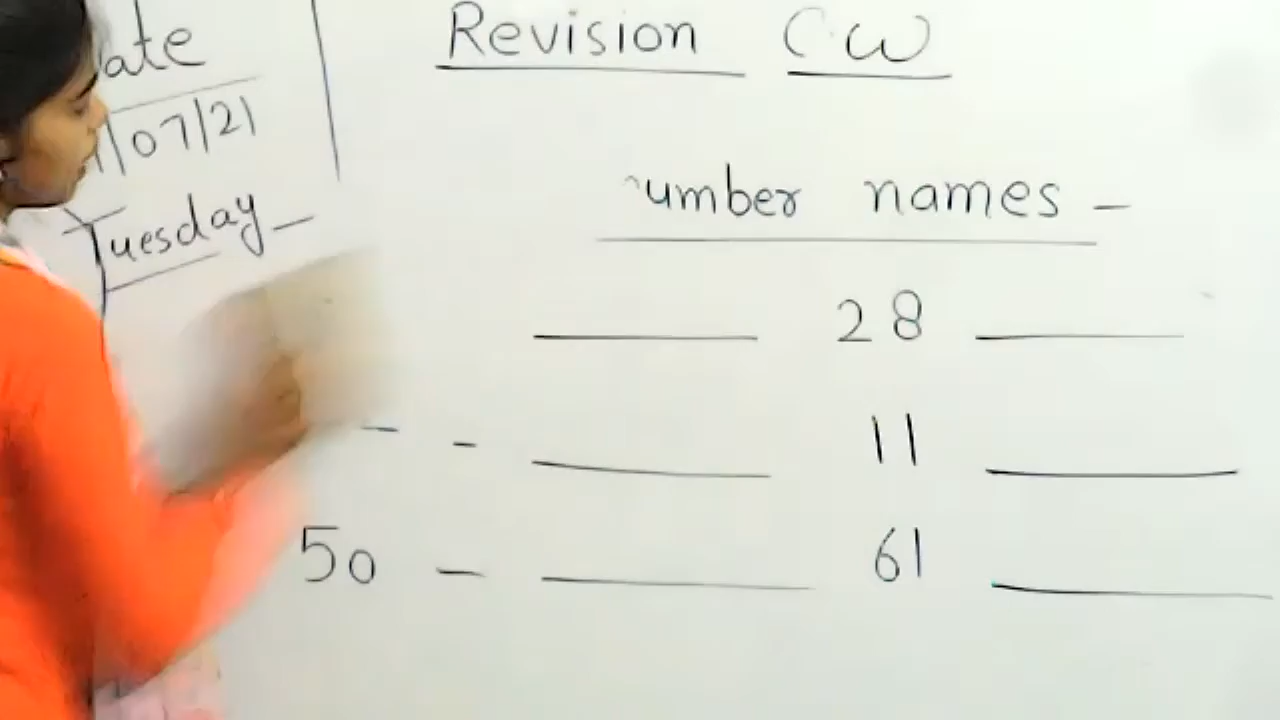 Revision CW
ate
/07/21
Tuesday
umber names -
28
11
50 - 61